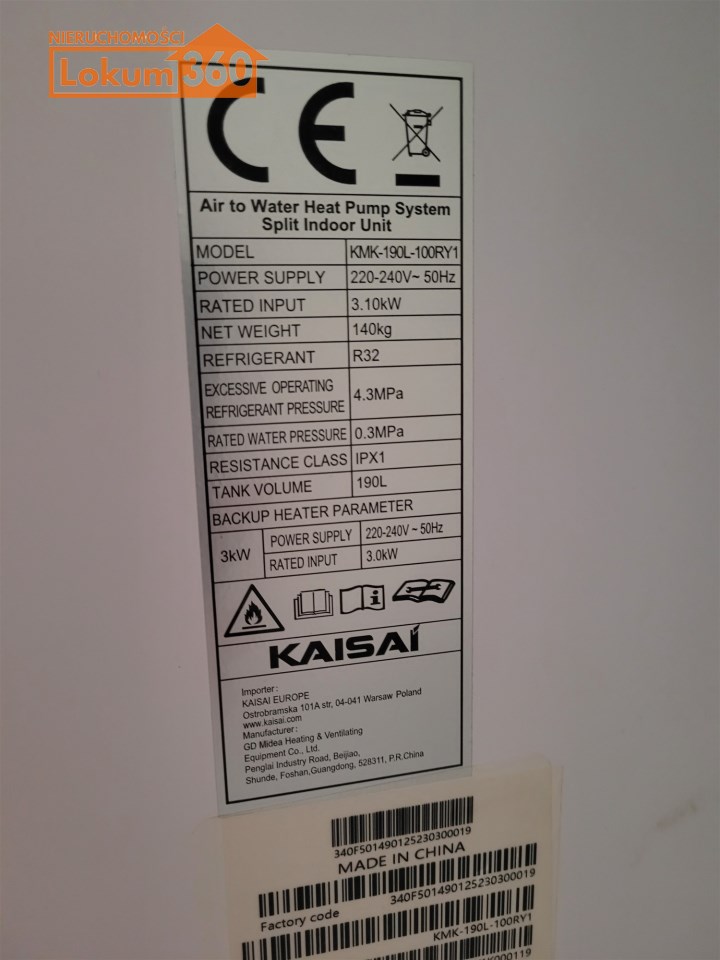 NIERUCHOMOŚCI
Lokum 360
CE
Air to Water Heat Pump System
Split Indoor Unit
MODEL KMK-190L-100RY1
POWER SUPPLY 220-240V~ 50Hz
RATED INPUT 3.10kW
NET WEIGHT 140kg
REFRIGERANT R32
EXCESSIVE OPERATING
REFRIGERANT PRESSURE 4.3MPa
RATED WATER PRESSURE 0.3MPa
RESISTANCE CLASS IPX1
TANK VOLUME 190L
BACKUP HEATER PARAMETER
3kW POWER SUPPLY 220-240V ~ 50Hz
RATED INPUT 3.0kW
KAISAI
Importer:
KAISAI EUROPE
Ostrobramska 101A str, 04-041 Warsaw Poland
www.kaisai.com
Manufacturer:
GD Midea Heating & Ventilating
Equipment Co., Ltd.
Penglai Industry Road, Beijiao,
Shunde, Foshan,Guangdong, 528311, P.R.China
340F501490125230300019
MADE IN CHINA
340F501490125230300019
Factory code
KMK-190L-100RY1